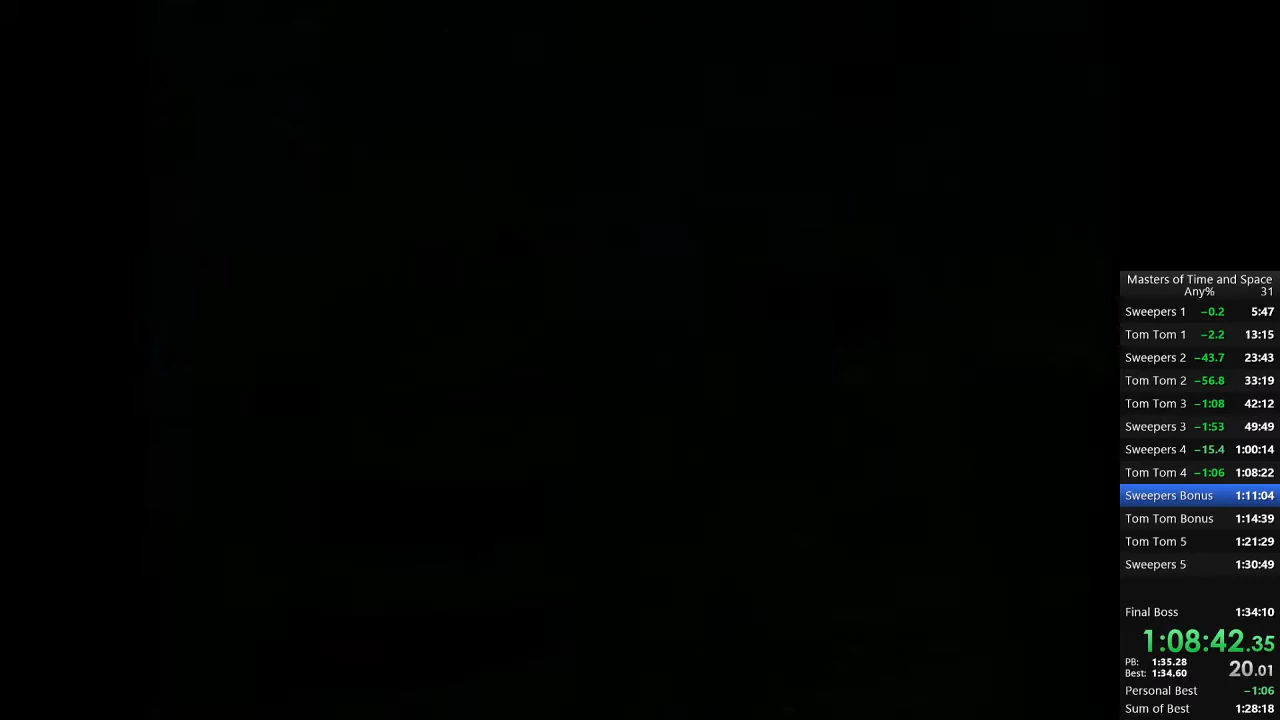 Masters of Time and Space
Any% 31
Sweepers 1 −0.2 5:47
Tom Tom 1 −2.2 13:15
Sweepers 2 −43.7 23:43
Tom Tom 2 −56.8 33:19
Tom Tom 3 −1:08 42:12
Sweepers 3 −1:53 49:49
Sweepers 4 −15.4 1:00:14
Tom Tom 4 −1:06 1:08:22
Sweepers Bonus 1:11:04
Tom Tom Bonus 1:14:39
Tom Tom 5 1:21:29
Sweepers 5 1:30:49
Final Boss 1:34:10
1:08:42.35
PB: 1:35.28
Best: 1:34.60
20.01
Personal Best −1:06
Sum of Best 1:28:18